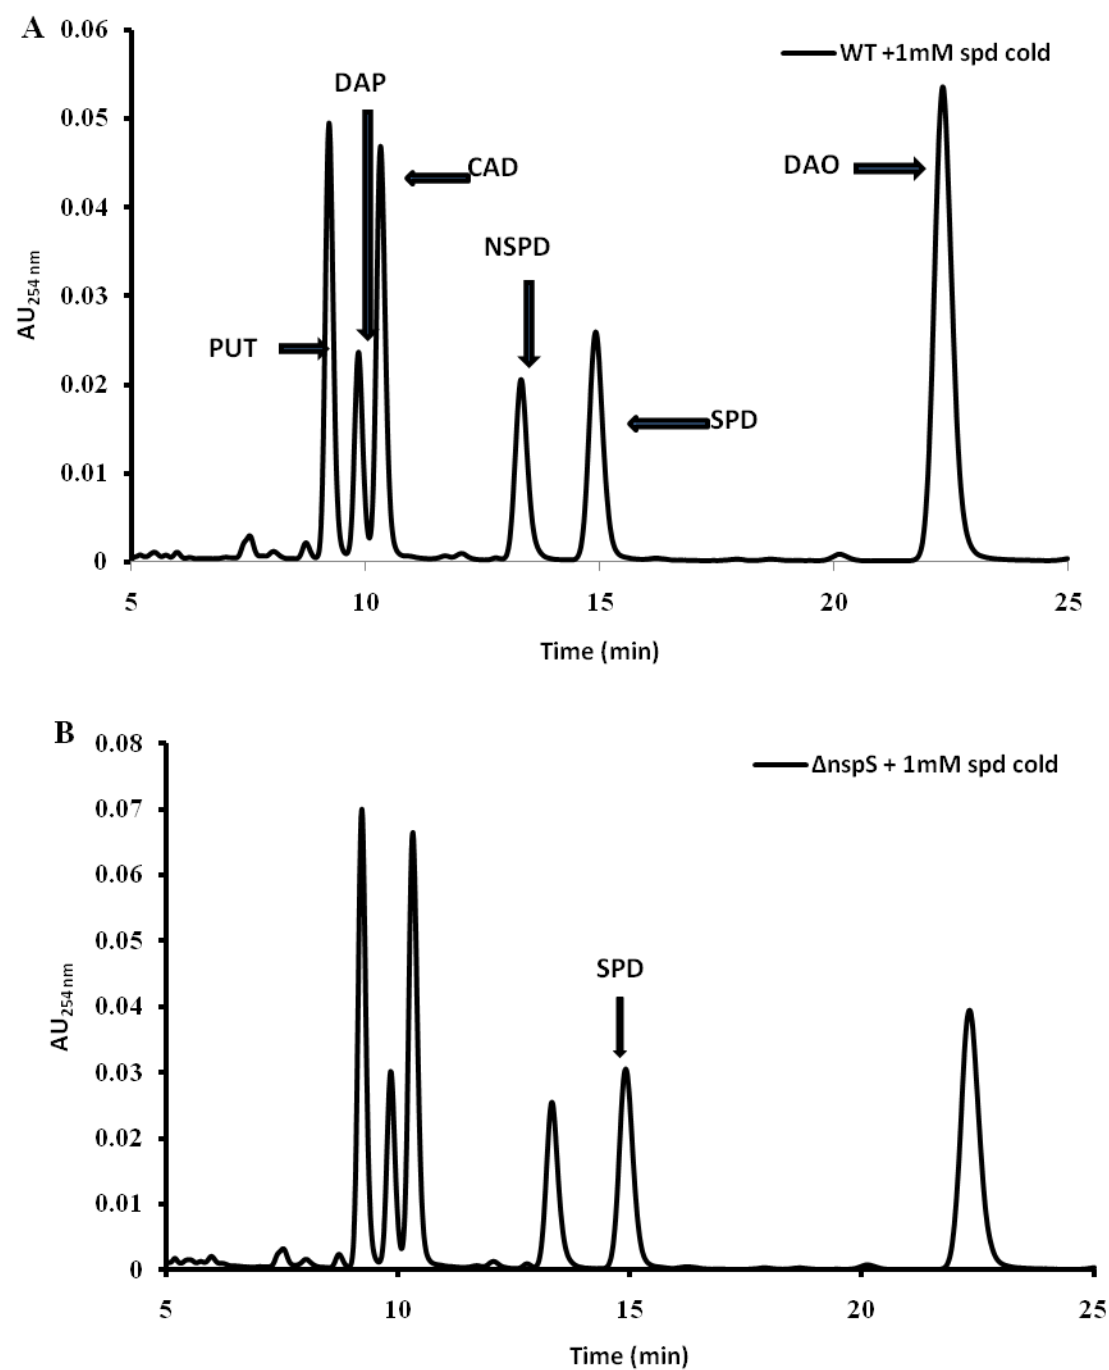 A
0.06
WT +1mM spd cold
DAP
0.05
CAD
DAO
0.04
NSPD
AU254 nm
0.03
PUT
0.02
SPD
0.01
0
5 10 15 20 25
Time (min)
B
0.08
ΔnspS + 1mM spd cold
0.07
0.06
0.05
SPD
0.04
AU254 nm
0.03
0.02
0.01
0
5 10 15 20 25
Time (min)